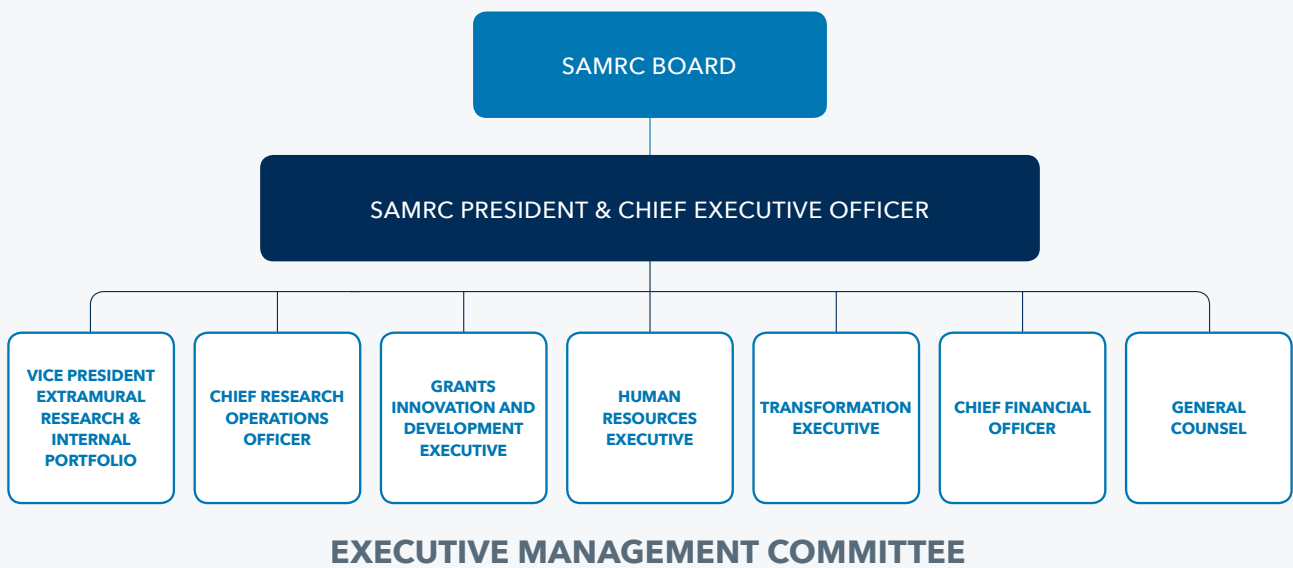 SAMRC BOARD
SAMRC PRESIDENT & CHIEF EXECUTIVE OFFICER
VICE PRESIDENT
EXTRAMURAL
RESEARCH &
INTERNAL
PORTFOLIO
CHIEF RESEARCH
OPERATIONS
OFFICER
GRANTS
INNOVATION AND
DEVELOPMENT
EXECUTIVE
HUMAN
RESOURCES
EXECUTIVE
TRANSFORMATION
EXECUTIVE
CHIEF FINANCIAL
OFFICER
GENERAL
COUNSEL
EXECUTIVE MANAGEMENT COMMITTEE